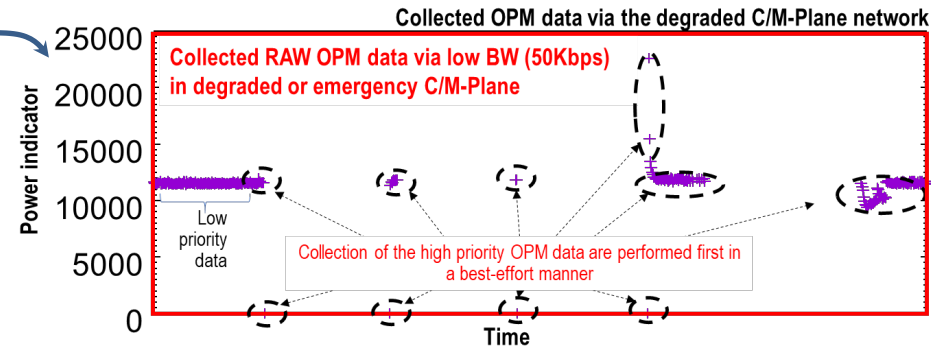 Collected OPM data via the degraded C/M-Plane network
25000
20000
15000
10000
5000
0
Power indicator
Collected RAW OPM data via low BW (50Kbps)
in degraded or emergency C/M-Plane
Low
priority
data
Collection of the high priority OPM data are performed first in
a best-effort manner
Time